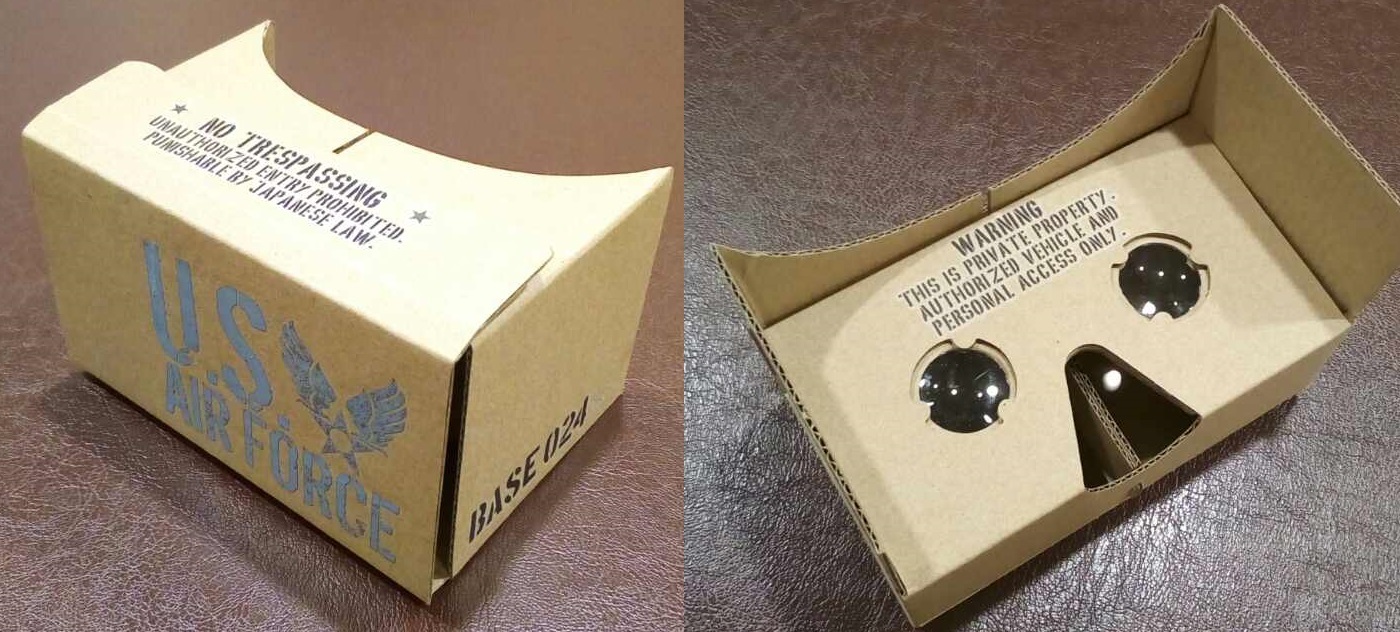 NO TRESPASSING
UNAUTHORIZED ENTRY PROHIBITED.
PUNISHABLE BY JAPANESE LAW.
U.S.
AIR FORCE
BASE 024
WARNING
THIS IS PRIVATE PROPERTY.
AUTHORIZED VEHICLE AND
PERSONAL ACCESS ONLY.